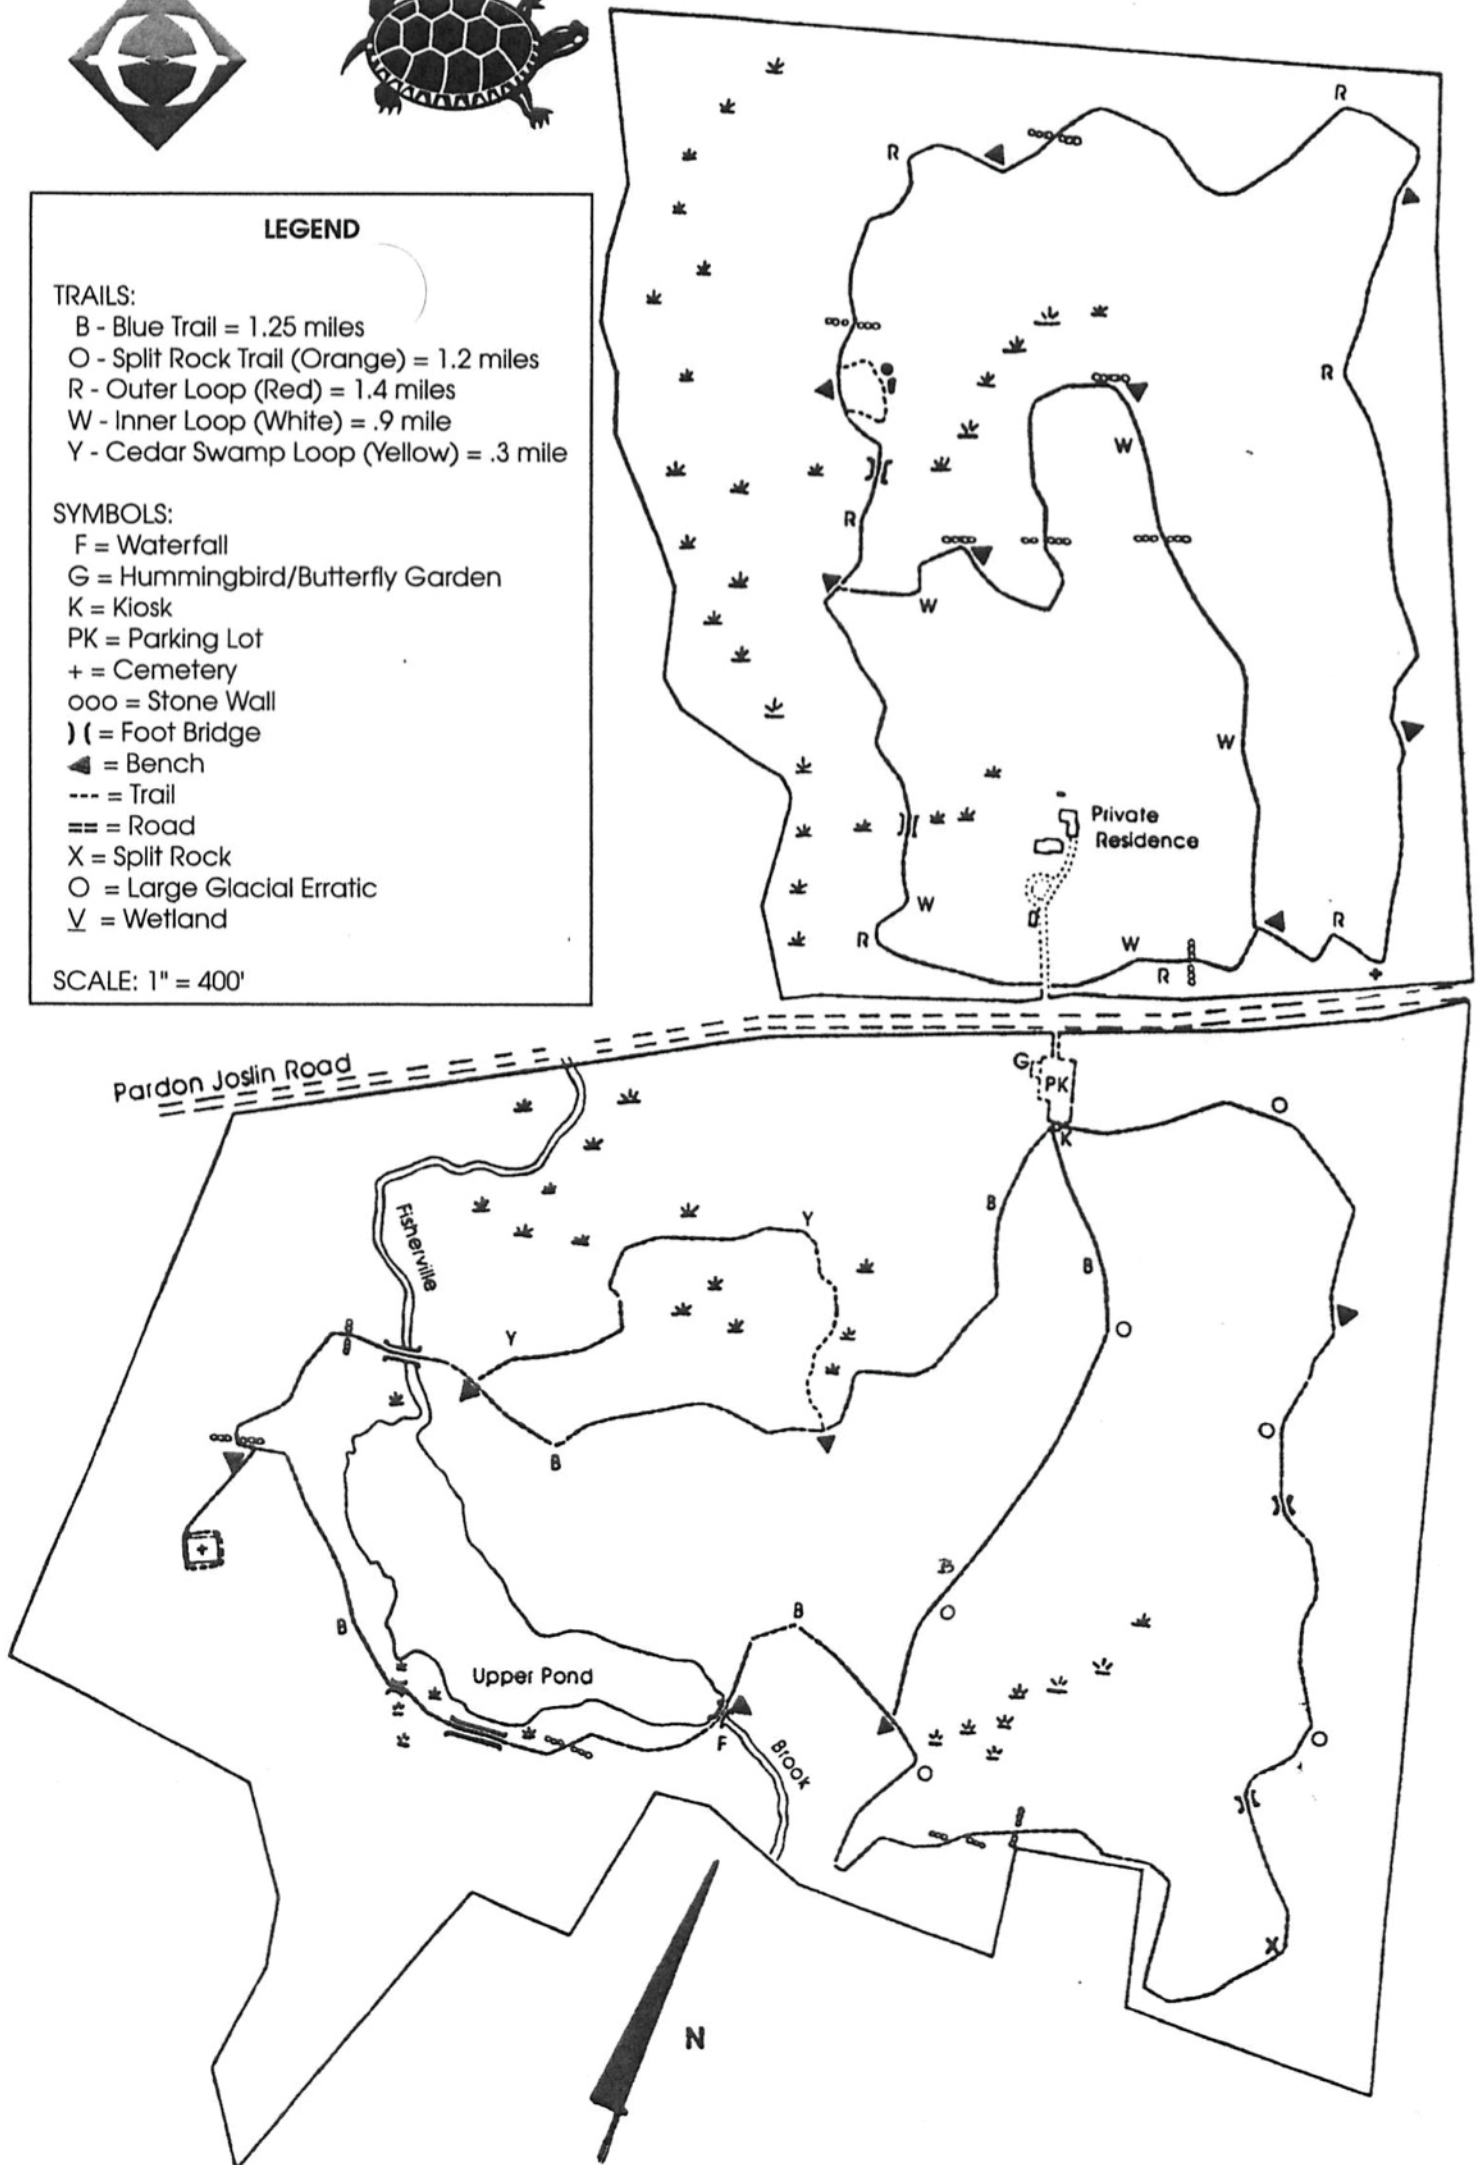 LEGEND
TRAILS:
B - Blue Trail = 1.25 miles
O - Split Rock Trail (Orange) = 1.2 miles
R - Outer Loop (Red) = 1.4 miles
W - Inner Loop (White) = .9 mile
Y - Cedar Swamp Loop (Yellow) = .3 mile
SYMBOLS:
F = Waterfall
G = Hummingbird/Butterfly Garden
K = Kiosk
PK = Parking Lot
+ = Cemetery
ooo = Stone Wall
)( = Foot Bridge
◀ = Bench
--- = Trail
== = Road
X = Split Rock
O = Large Glacial Erratic
V = Wetland
SCALE: 1" = 400'
R
R
R
W
R
W
W
Private
Residence
W
R
W
R
R
Pardon Joslin Road
G
PK
K
Fisherville
B
Y
B
O
O
Y
O
B
B
O
B
B
Upper Pond
F
Brook
O
O
X
N